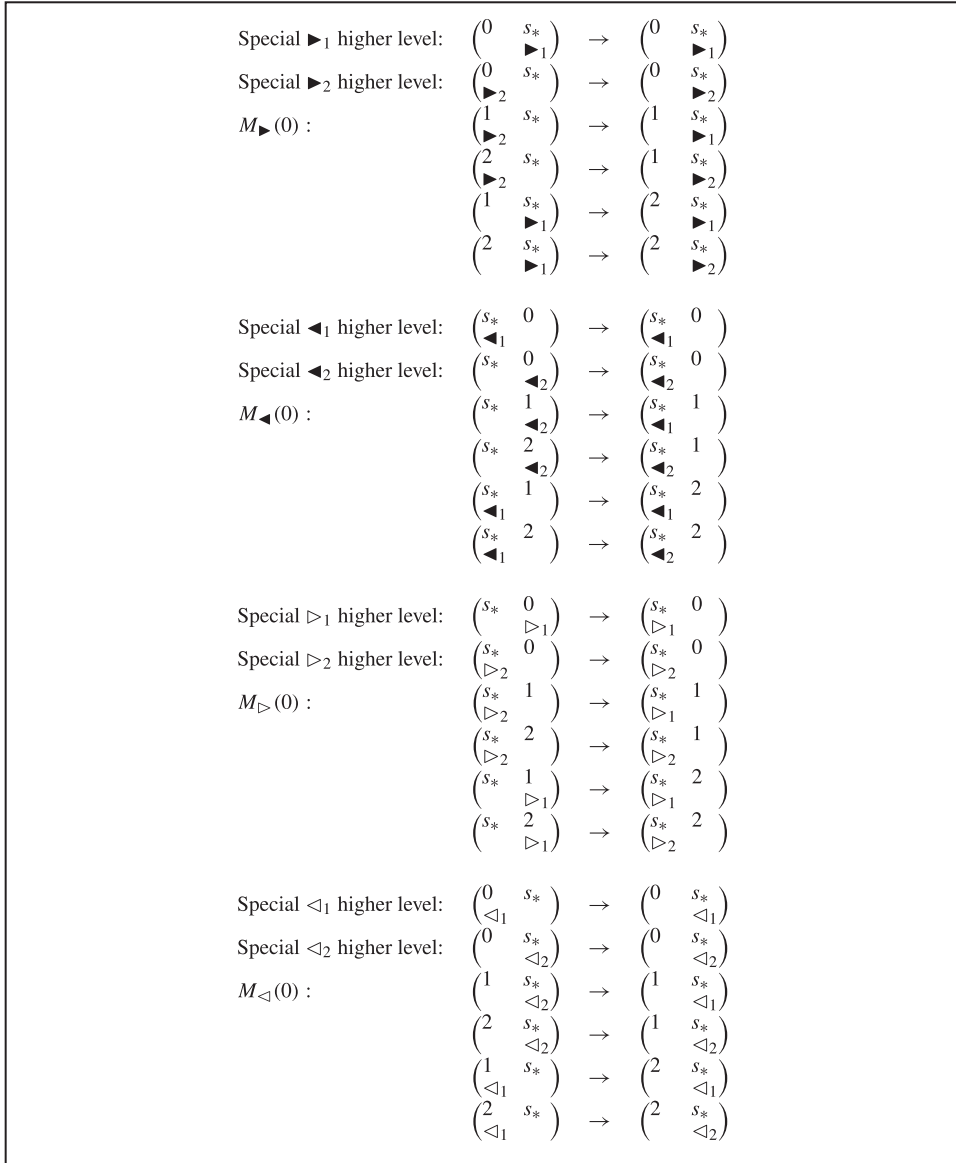 Special ►₁ higher level: (0 s* / ►₁) → (0 s* / ►₁)
Special ►₂ higher level: (0 s* / ►₂) → (0 s* / ►₂)
M►(0) : (1 s* / ►₂) → (1 s* / ►₁)
(2 s* / ►₂) → (1 s* / ►₂)
(1 s* / ►₁) → (2 s* / ►₁)
(2 s* / ►₁) → (2 s* / ►₂)
Special ◄₁ higher level: (s* 0 / ◄₁) → (s* 0 / ◄₁)
Special ◄₂ higher level: (s* 0 / ◄₂) → (s* 0 / ◄₂)
M◄(0) : (s* 1 / ◄₂) → (s* 1 / ◄₁)
(s* 2 / ◄₂) → (s* 1 / ◄₂)
(s* 1 / ◄₁) → (s* 2 / ◄₁)
(s* 2 / ◄₁) → (s* 2 / ◄₂)
Special ▷₁ higher level: (s* 0 / ▷₁) → (s* 0 / ▷₁)
Special ▷₂ higher level: (s* 0 / ▷₂) → (s* 0 / ▷₂)
M▷(0) : (s* 1 / ▷₂) → (s* 1 / ▷₁)
(s* 2 / ▷₂) → (s* 1 / ▷₂)
(s* 1 / ▷₁) → (s* 2 / ▷₁)
(s* 2 / ▷₁) → (s* 2 / ▷₂)
Special ◁₁ higher level: (0 s* / ◁₁) → (0 s* / ◁₁)
Special ◁₂ higher level: (0 s* / ◁₂) → (0 s* / ◁₂)
M◁(0) : (1 s* / ◁₂) → (1 s* / ◁₁)
(2 s* / ◁₂) → (1 s* / ◁₂)
(1 s* / ◁₁) → (2 s* / ◁₁)
(2 s* / ◁₁) → (2 s* / ◁₂)